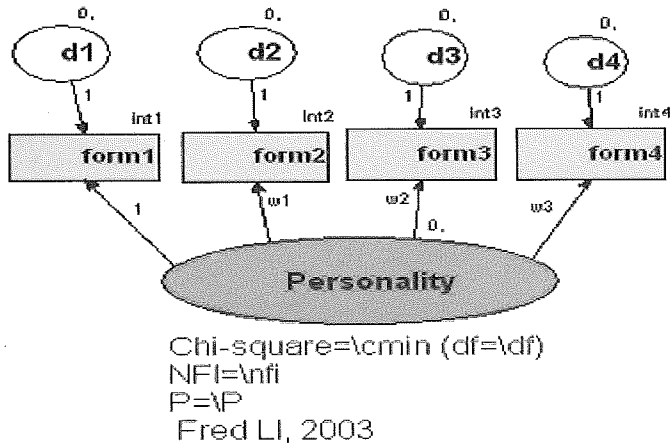 0, 0, 0, 0,
d1 d2 d3 d4
1 1 1 1
int1 int2 int3 int4
form1 form2 form3 form4
1 w1 w2 w3
0,
Personality
Chi-square=\cmin (df=\df)
NFI=\nfi
P=\P
Fred LI, 2003